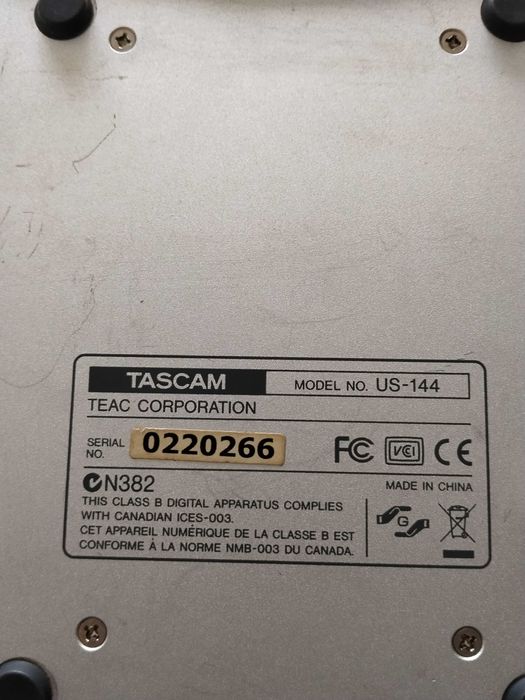 TASCAM MODEL NO. US-144
TEAC CORPORATION
SERIAL NO. 0220266
FC VCI CE
N382
MADE IN CHINA
THIS CLASS B DIGITAL APPARATUS COMPLIES
WITH CANADIAN ICES-003.
CET APPAREIL NUMÉRIQUE DE LA CLASSE B EST
CONFORME À LA NORME NMB-003 DU CANADA.
G